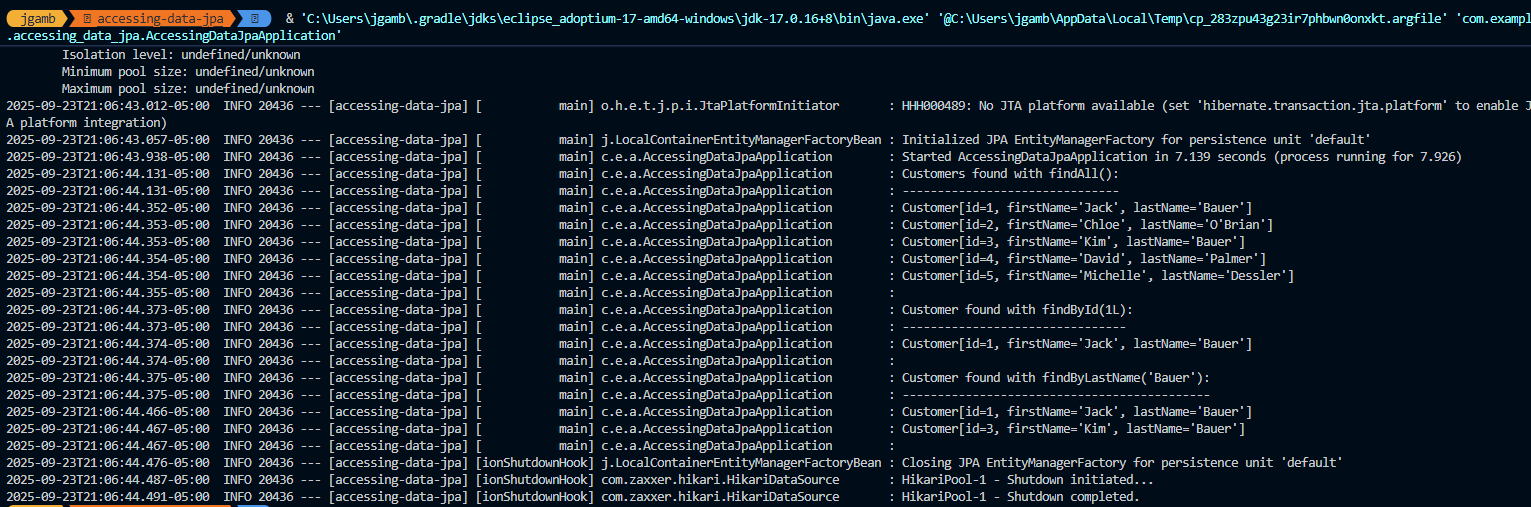 jgamb accessing-data-jpa & 'C:\Users\jgamb\.gradle\jdks\eclipse_adoptium-17-amd64-windows\jdk-17.0.16+8\bin\java.exe' '@C:\Users\jgamb\AppData\Local\Temp\cp_283zpu43g23ir7phbwn0onxkt.argfile' 'com.exampl
.accessing_data_jpa.AccessingDataJpaApplication'
        Isolation level: undefined/unknown
        Minimum pool size: undefined/unknown
        Maximum pool size: undefined/unknown
2025-09-23T21:06:43.012-05:00  INFO 20436 --- [accessing-data-jpa] [           main] o.h.e.t.j.p.i.JtaPlatformInitiator       : HHH000489: No JTA platform available (set 'hibernate.transaction.jta.platform' to enable J
A platform integration)
2025-09-23T21:06:43.057-05:00  INFO 20436 --- [accessing-data-jpa] [           main] j.LocalContainerEntityManagerFactoryBean : Initialized JPA EntityManagerFactory for persistence unit 'default'
2025-09-23T21:06:43.938-05:00  INFO 20436 --- [accessing-data-jpa] [           main] c.e.a.AccessingDataJpaApplication        : Started AccessingDataJpaApplication in 7.139 seconds (process running for 7.926)
2025-09-23T21:06:44.131-05:00  INFO 20436 --- [accessing-data-jpa] [           main] c.e.a.AccessingDataJpaApplication        : Customers found with findAll():
2025-09-23T21:06:44.131-05:00  INFO 20436 --- [accessing-data-jpa] [           main] c.e.a.AccessingDataJpaApplication        : -------------------------------
2025-09-23T21:06:44.352-05:00  INFO 20436 --- [accessing-data-jpa] [           main] c.e.a.AccessingDataJpaApplication        : Customer[id=1, firstName='Jack', lastName='Bauer']
2025-09-23T21:06:44.353-05:00  INFO 20436 --- [accessing-data-jpa] [           main] c.e.a.AccessingDataJpaApplication        : Customer[id=2, firstName='Chloe', lastName='O'Brian']
2025-09-23T21:06:44.353-05:00  INFO 20436 --- [accessing-data-jpa] [           main] c.e.a.AccessingDataJpaApplication        : Customer[id=3, firstName='Kim', lastName='Bauer']
2025-09-23T21:06:44.354-05:00  INFO 20436 --- [accessing-data-jpa] [           main] c.e.a.AccessingDataJpaApplication        : Customer[id=4, firstName='David', lastName='Palmer']
2025-09-23T21:06:44.354-05:00  INFO 20436 --- [accessing-data-jpa] [           main] c.e.a.AccessingDataJpaApplication        : Customer[id=5, firstName='Michelle', lastName='Dessler']
2025-09-23T21:06:44.355-05:00  INFO 20436 --- [accessing-data-jpa] [           main] c.e.a.AccessingDataJpaApplication        :
2025-09-23T21:06:44.373-05:00  INFO 20436 --- [accessing-data-jpa] [           main] c.e.a.AccessingDataJpaApplication        : Customer found with findById(1L):
2025-09-23T21:06:44.373-05:00  INFO 20436 --- [accessing-data-jpa] [           main] c.e.a.AccessingDataJpaApplication        : --------------------------------
2025-09-23T21:06:44.374-05:00  INFO 20436 --- [accessing-data-jpa] [           main] c.e.a.AccessingDataJpaApplication        : Customer[id=1, firstName='Jack', lastName='Bauer']
2025-09-23T21:06:44.374-05:00  INFO 20436 --- [accessing-data-jpa] [           main] c.e.a.AccessingDataJpaApplication        :
2025-09-23T21:06:44.375-05:00  INFO 20436 --- [accessing-data-jpa] [           main] c.e.a.AccessingDataJpaApplication        : Customer found with findByLastName('Bauer'):
2025-09-23T21:06:44.375-05:00  INFO 20436 --- [accessing-data-jpa] [           main] c.e.a.AccessingDataJpaApplication        : --------------------------------------------
2025-09-23T21:06:44.466-05:00  INFO 20436 --- [accessing-data-jpa] [           main] c.e.a.AccessingDataJpaApplication        : Customer[id=1, firstName='Jack', lastName='Bauer']
2025-09-23T21:06:44.467-05:00  INFO 20436 --- [accessing-data-jpa] [           main] c.e.a.AccessingDataJpaApplication        : Customer[id=3, firstName='Kim', lastName='Bauer']
2025-09-23T21:06:44.467-05:00  INFO 20436 --- [accessing-data-jpa] [           main] c.e.a.AccessingDataJpaApplication        :
2025-09-23T21:06:44.476-05:00  INFO 20436 --- [accessing-data-jpa] [ionShutdownHook] j.LocalContainerEntityManagerFactoryBean : Closing JPA EntityManagerFactory for persistence unit 'default'
2025-09-23T21:06:44.487-05:00  INFO 20436 --- [accessing-data-jpa] [ionShutdownHook] com.zaxxer.hikari.HikariDataSource       : HikariPool-1 - Shutdown initiated...
2025-09-23T21:06:44.491-05:00  INFO 20436 --- [accessing-data-jpa] [ionShutdownHook] com.zaxxer.hikari.HikariDataSource       : HikariPool-1 - Shutdown completed.